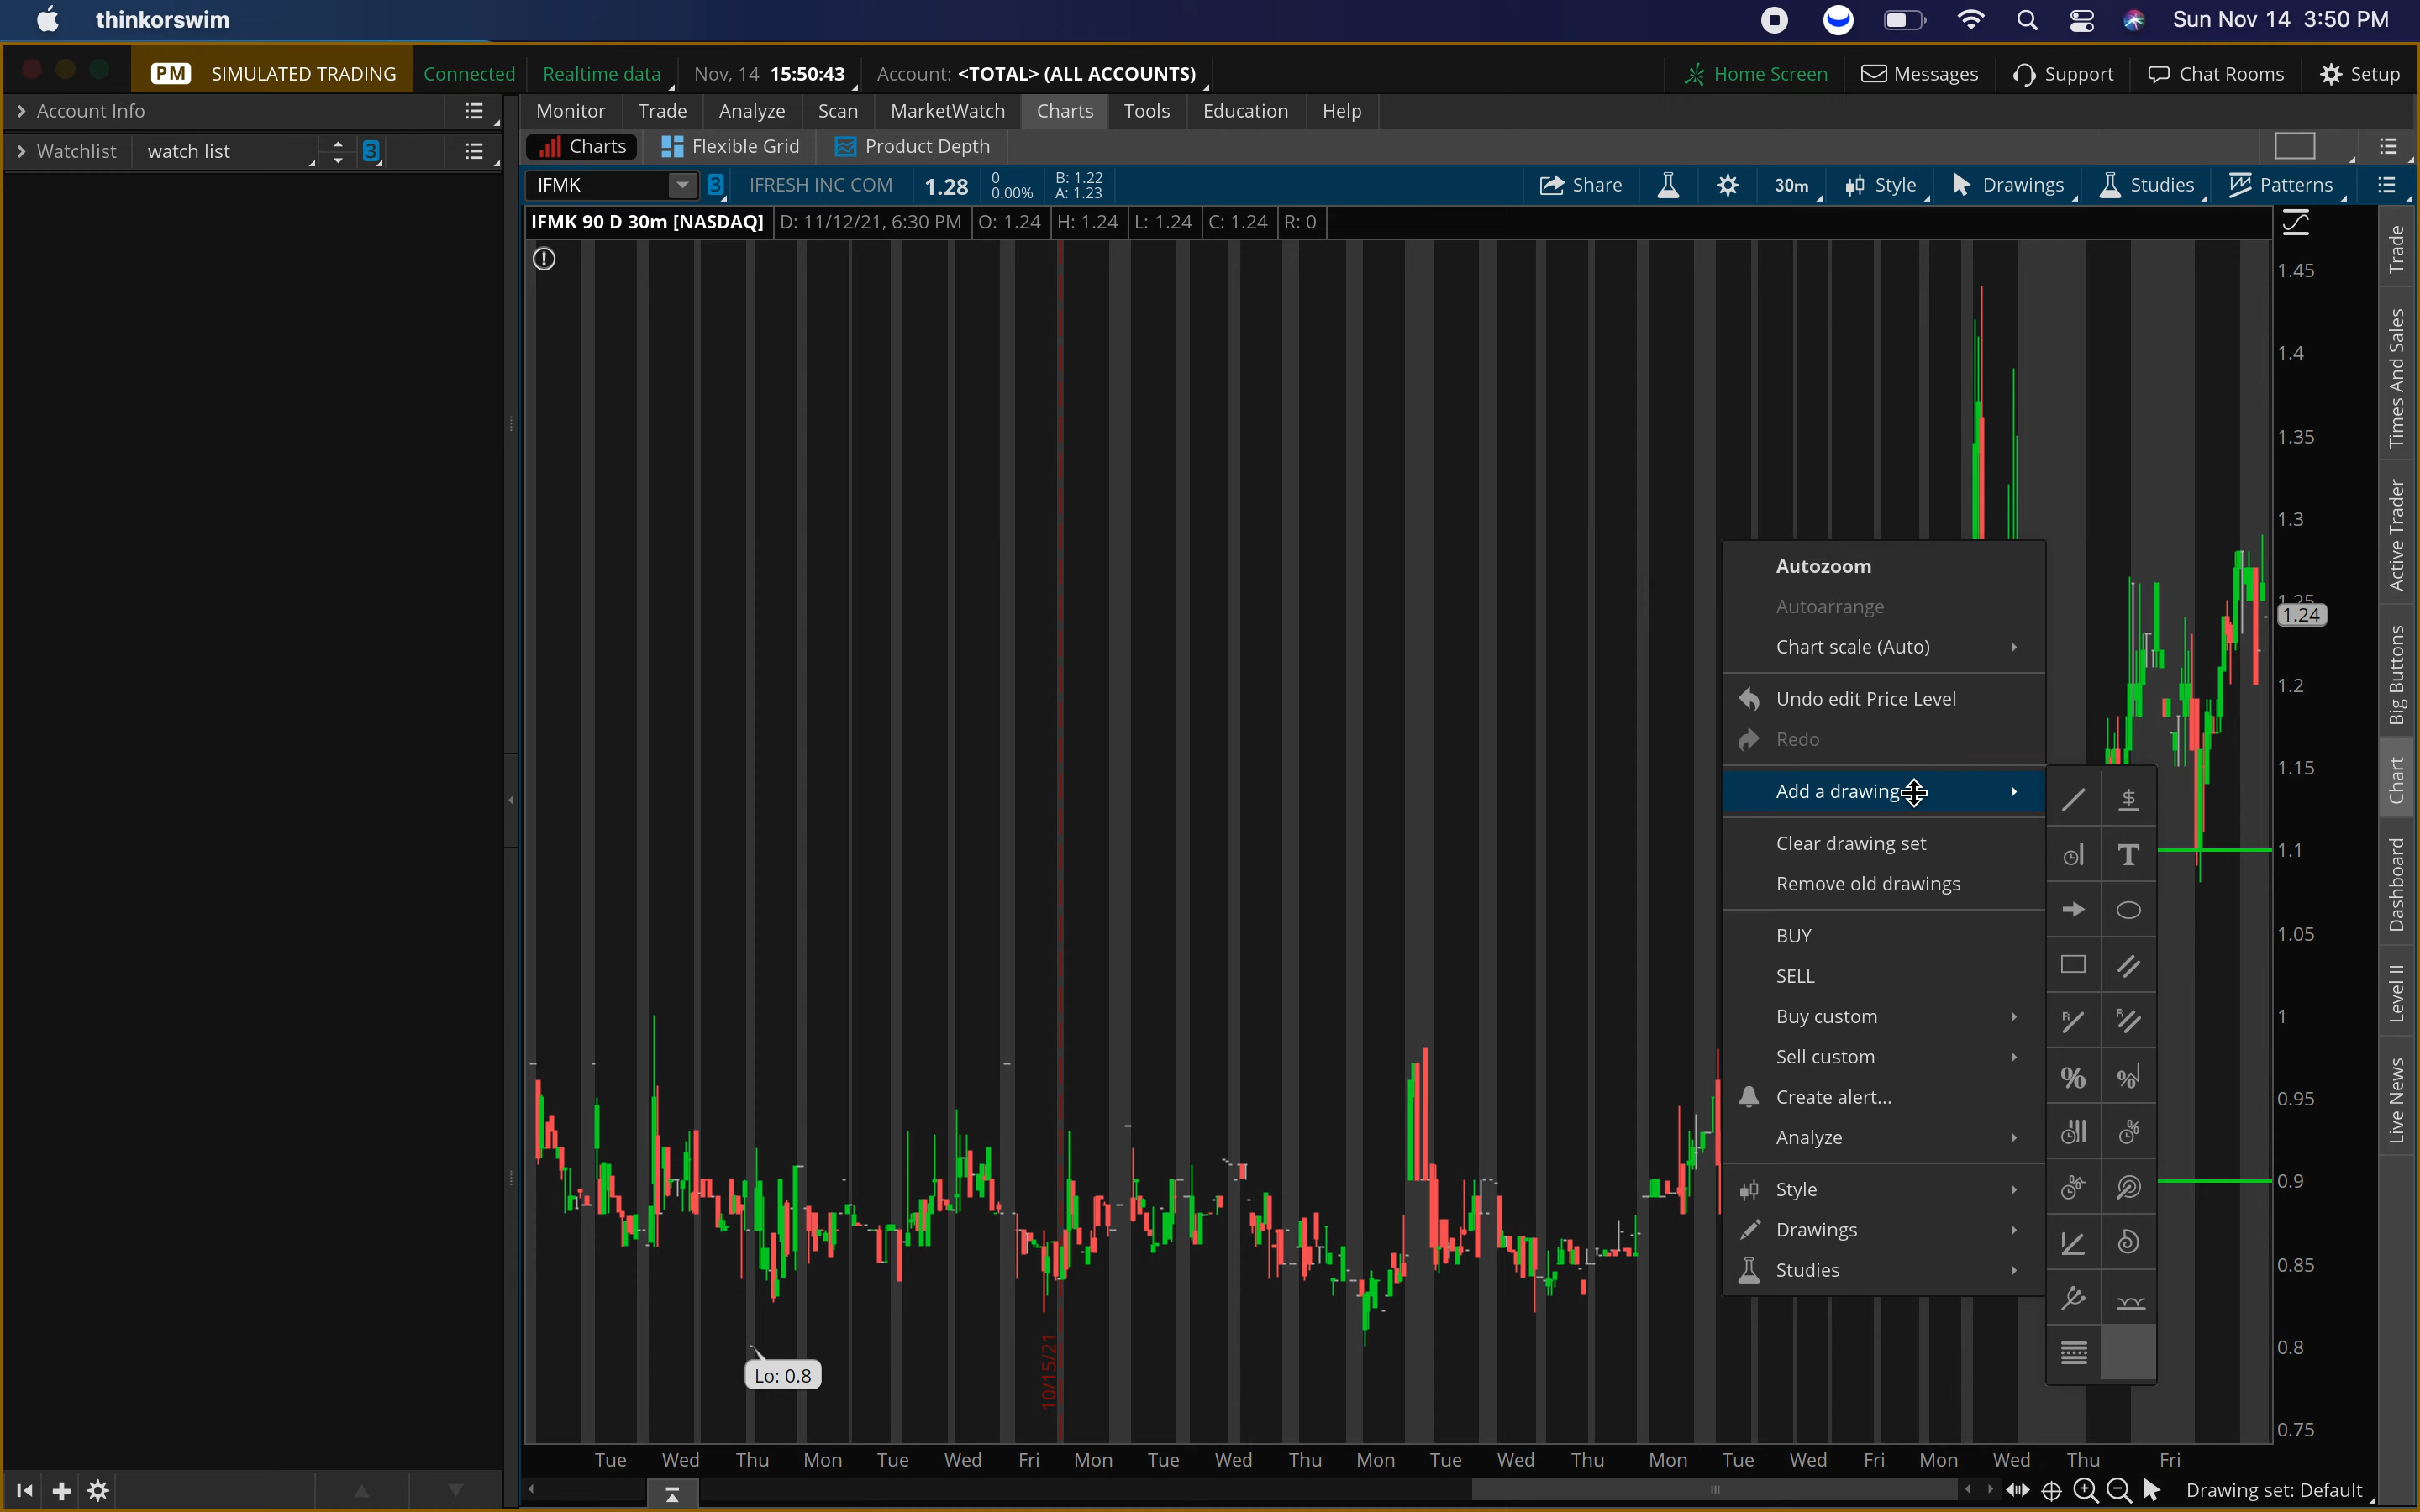 thinkorswim Sun Nov 14 3:50 PM
PM SIMULATED TRADING Connected Realtime data Nov, 14 15:50:43 Account: <TOTAL> (ALL ACCOUNTS) Home Screen Messages Support Chat Rooms Setup
Account Info
Monitor Trade Analyze Scan MarketWatch Charts Tools Education Help
Watchlist watch list 3
Charts Flexible Grid Product Depth
IFMK 3 IFRESH INC COM 1.28 0 0.00% B: 1.22 A: 1.23 Share 30m Style Drawings Studies Patterns
IFMK 90 D 30m [NASDAQ] D: 11/12/21, 6:30 PM O: 1.24 H: 1.24 L: 1.24 C: 1.24 R: 0
1.45
1.4
1.35
1.3
1.25
1.24
1.2
1.15
1.1
1.05
1
0.95
0.9
0.85
0.8
0.75
Autozoom
Autoarrange
Chart scale (Auto)
Undo edit Price Level
Redo
Add a drawing
Clear drawing set
Remove old drawings
BUY
SELL
Buy custom
Sell custom
Create alert...
Analyze
Style
Drawings
Studies
$
T
R R
% %
%
%
Lo: 0.8
10/15/21
Trade
Times And Sales
Active Trader
Big Buttons
Chart
Dashboard
Level II
Live News
Tue Wed Thu Mon Tue Wed Fri Mon Tue Wed Thu Mon Tue Wed Thu Mon Tue Wed Fri Mon Wed Thu Fri
Drawing set: Default